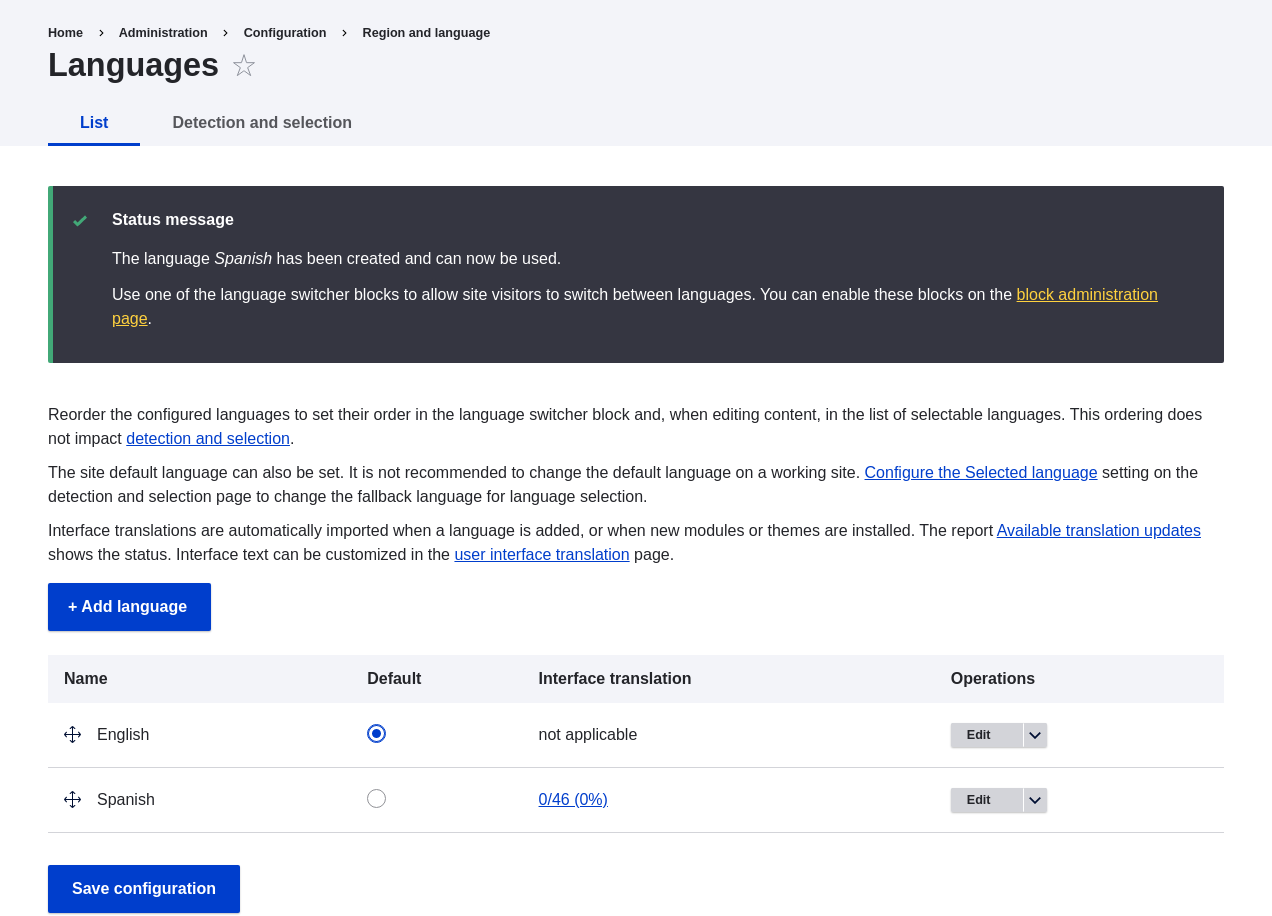 Home > Administration > Configuration > Region and language
Languages
List Detection and selection
Status message
The language Spanish has been created and can now be used.
Use one of the language switcher blocks to allow site visitors to switch between languages. You can enable these blocks on the block administration
page.
Reorder the configured languages to set their order in the language switcher block and, when editing content, in the list of selectable languages. This ordering does
not impact detection and selection.
The site default language can also be set. It is not recommended to change the default language on a working site. Configure the Selected language setting on the
detection and selection page to change the fallback language for language selection.
Interface translations are automatically imported when a language is added, or when new modules or themes are installed. The report Available translation updates
shows the status. Interface text can be customized in the user interface translation page.
+ Add language
Name Default Interface translation Operations
English not applicable Edit
Spanish 0/46 (0%) Edit
Save configuration